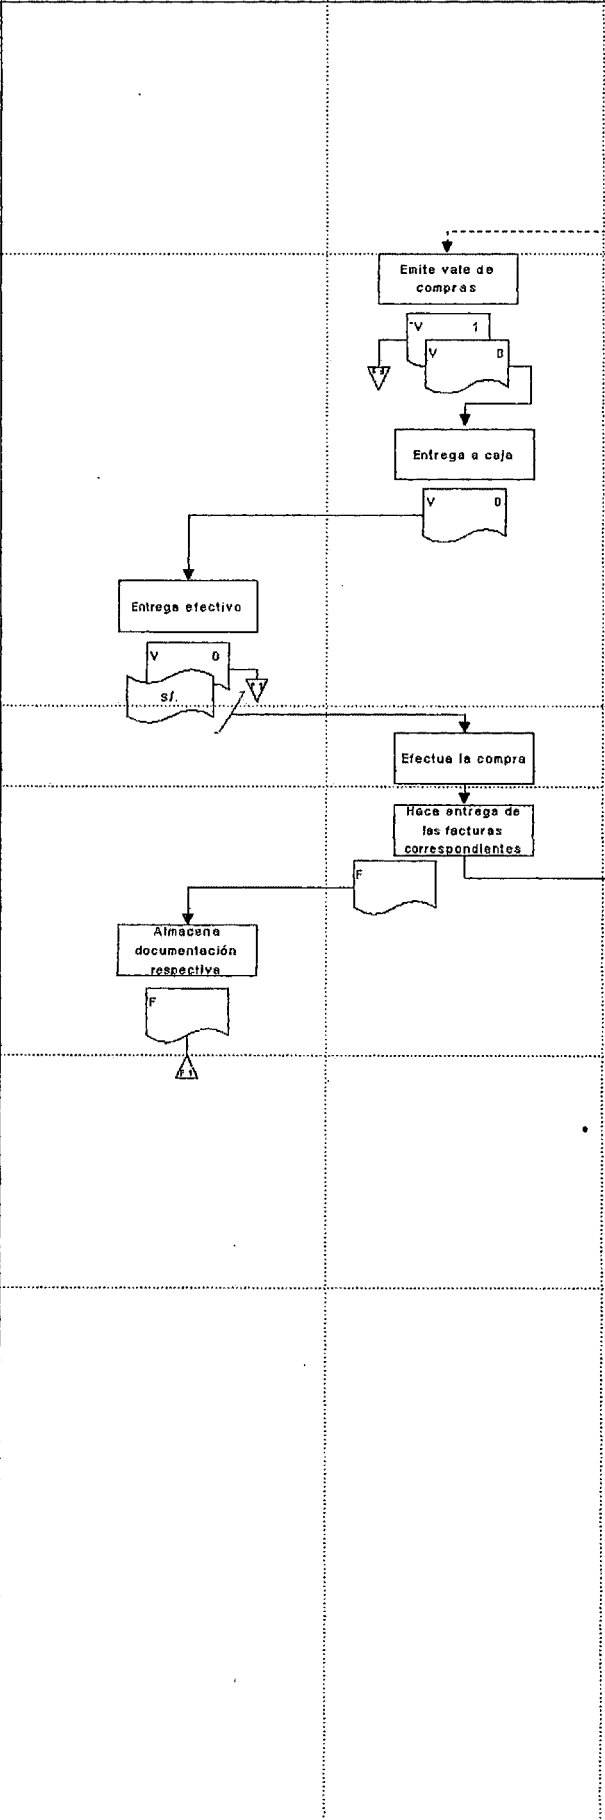 Emite vale de
compras
V 1
V 0
Entrega a caja
V 0
Entrega efectivo
V 0
s/.
Efectua la compra
Hace entrega de
las facturas
correspondientes
F
Almacena
documentación
respectiva
F